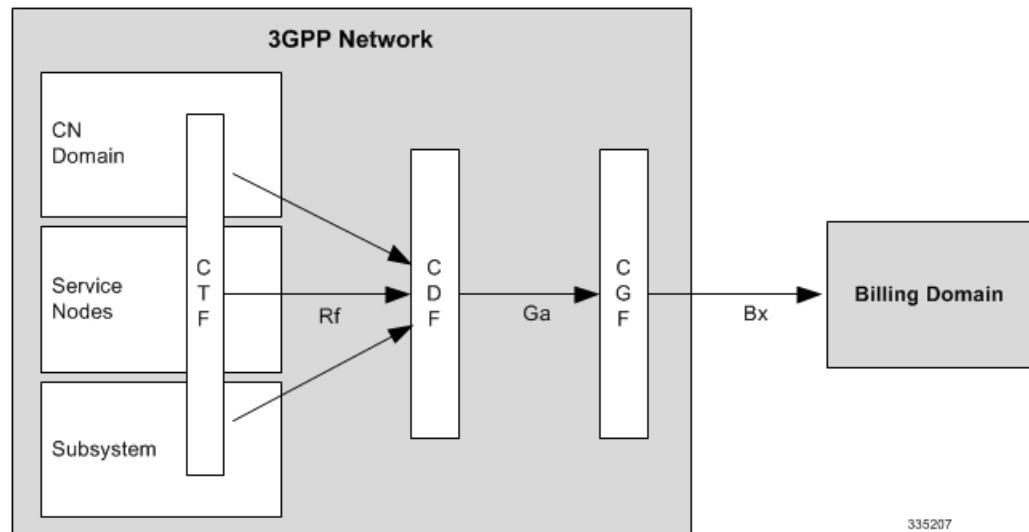 3GPP Network
CN
Domain
Service
Nodes
Subsystem
C
T
F
Rf
C
D
F
Ga
C
G
F
Bx
Billing Domain
335207